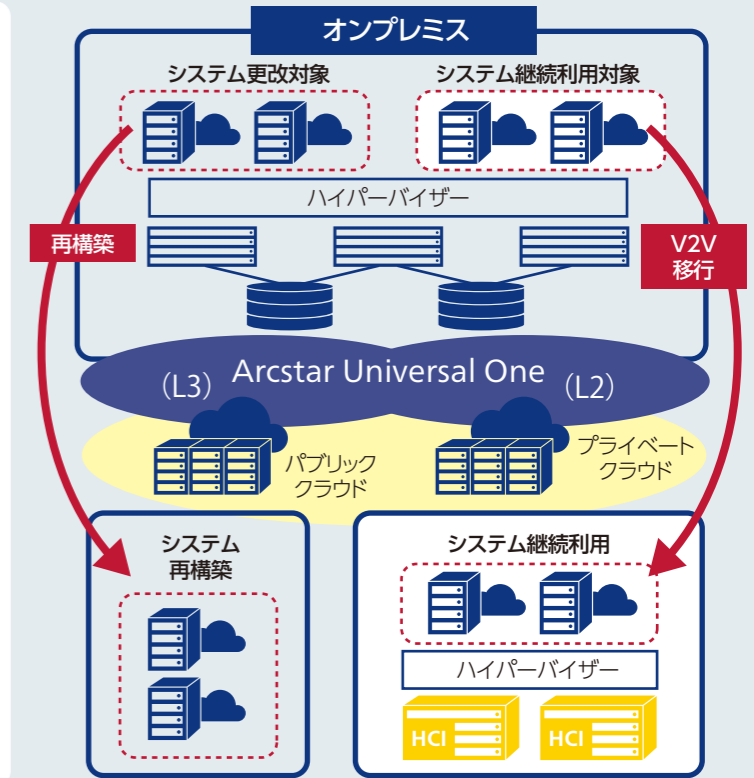 オンプレミス
システム更改対象
システム継続利用対象
ハイパーバイザー
再構築
V2V
移行
(L3)
Arcstar Universal One
(L2)
パブリック
クラウド
プライベート
クラウド
システム
再構築
システム継続利用
ハイパーバイザー
HCI
HCI